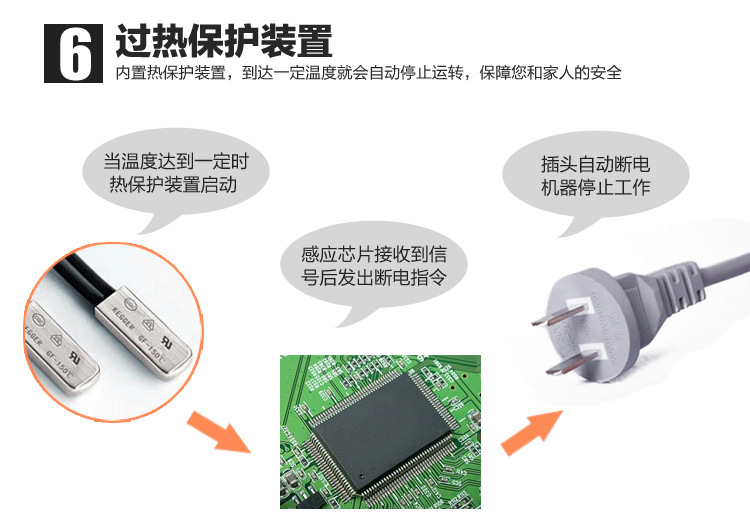 6 过热保护装置
内置热保护装置，到达一定温度就会自动停止运转，保障您和家人的安全
当温度达到一定时
热保护装置启动
插头自动断电
机器停止工作
感应芯片接收到信
号后发出断电指令
KEGGER
GF-150℃
KEGGER
GF-150℃